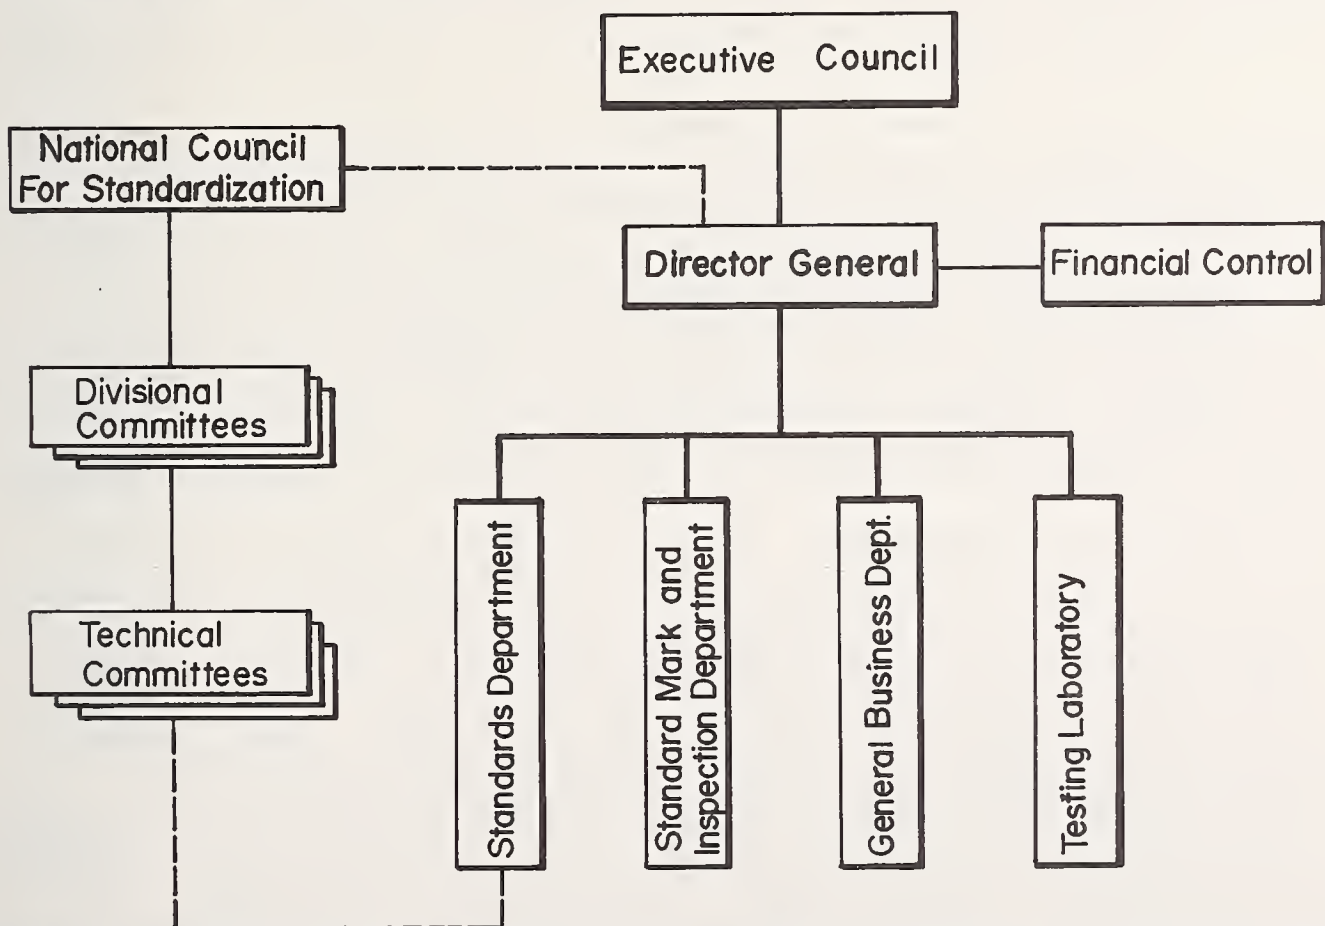 Executive Council
National Council
For Standardization
Director General
Financial Control
Divisional
Committees
Technical
Committees
Standards Department
Standard Mark and
Inspection Department
General Business Dept.
Testing Laboratory